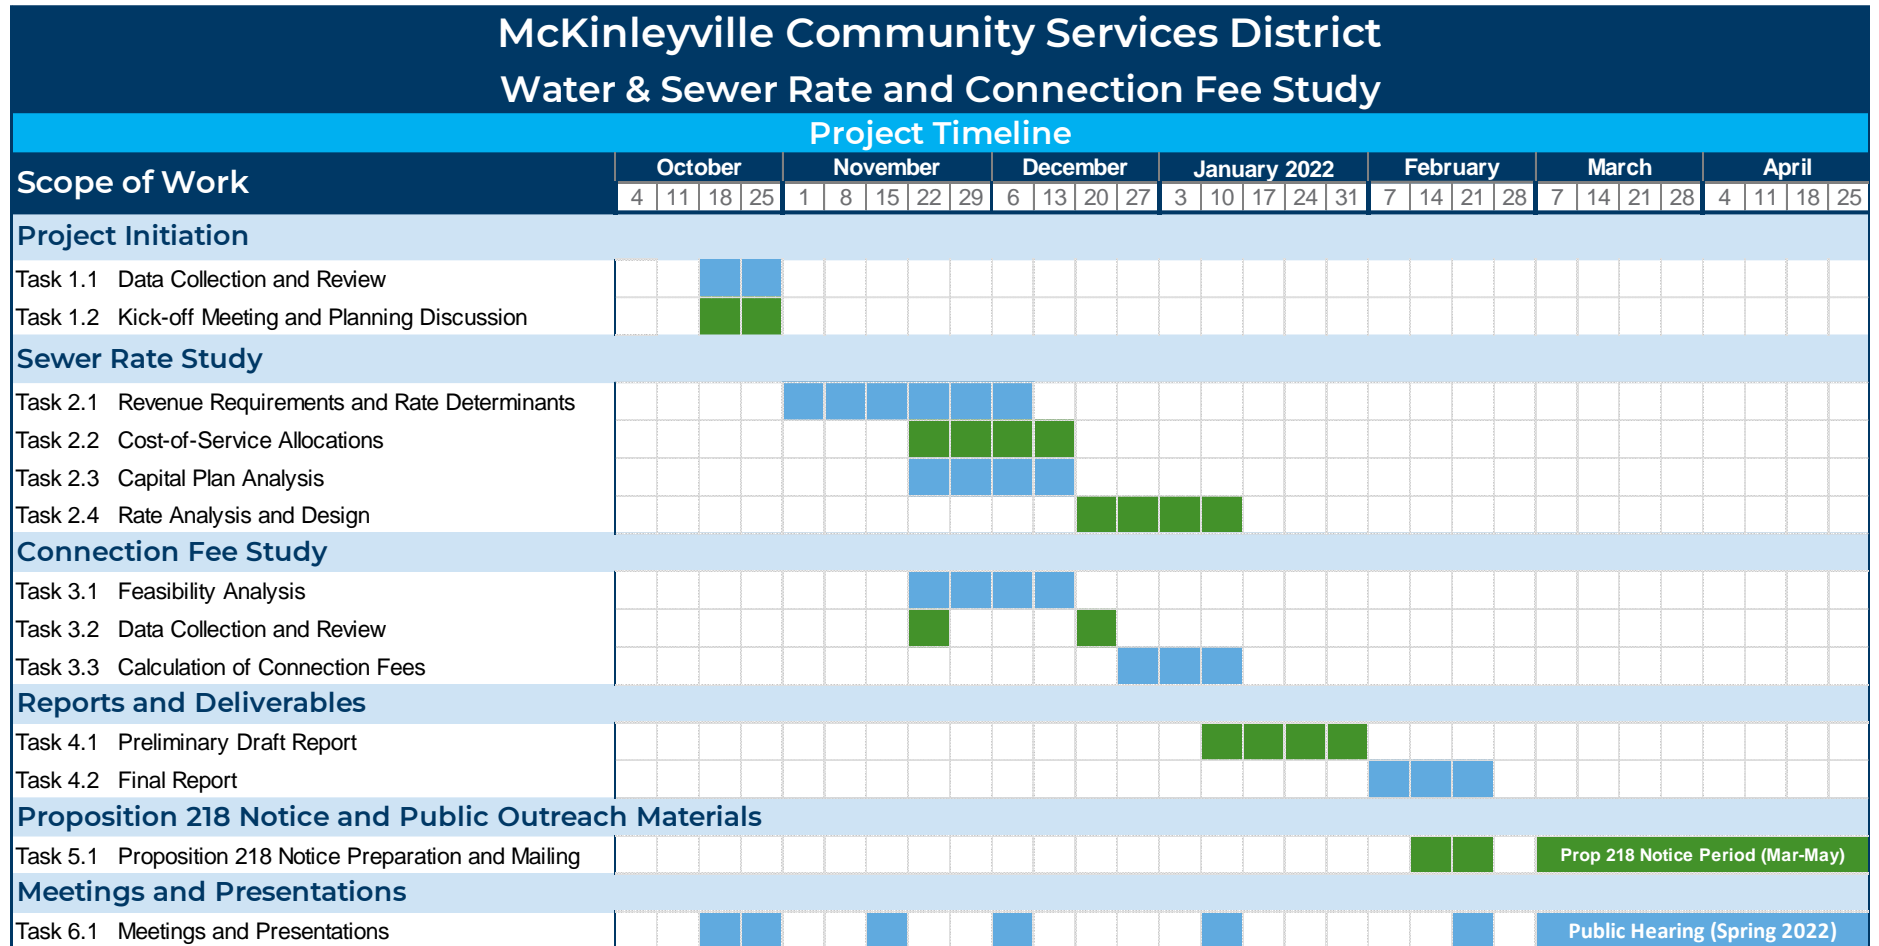 McKinleyville Community Services District
Water & Sewer Rate and Connection Fee Study
Project Timeline
Scope of Work
October November December January 2022 February March April
4 11 18 25 1 8 15 22 29 6 13 20 27 3 10 17 24 31 7 14 21 28 7 14 21 28 4 11 18 25
Project Initiation
Task 1.1 Data Collection and Review
Task 1.2 Kick-off Meeting and Planning Discussion
Sewer Rate Study
Task 2.1 Revenue Requirements and Rate Determinants
Task 2.2 Cost-of-Service Allocations
Task 2.3 Capital Plan Analysis
Task 2.4 Rate Analysis and Design
Connection Fee Study
Task 3.1 Feasibility Analysis
Task 3.2 Data Collection and Review
Task 3.3 Calculation of Connection Fees
Reports and Deliverables
Task 4.1 Preliminary Draft Report
Task 4.2 Final Report
Proposition 218 Notice and Public Outreach Materials
Task 5.1 Proposition 218 Notice Preparation and Mailing Prop 218 Notice Period (Mar-May)
Meetings and Presentations
Task 6.1 Meetings and Presentations Public Hearing (Spring 2022)